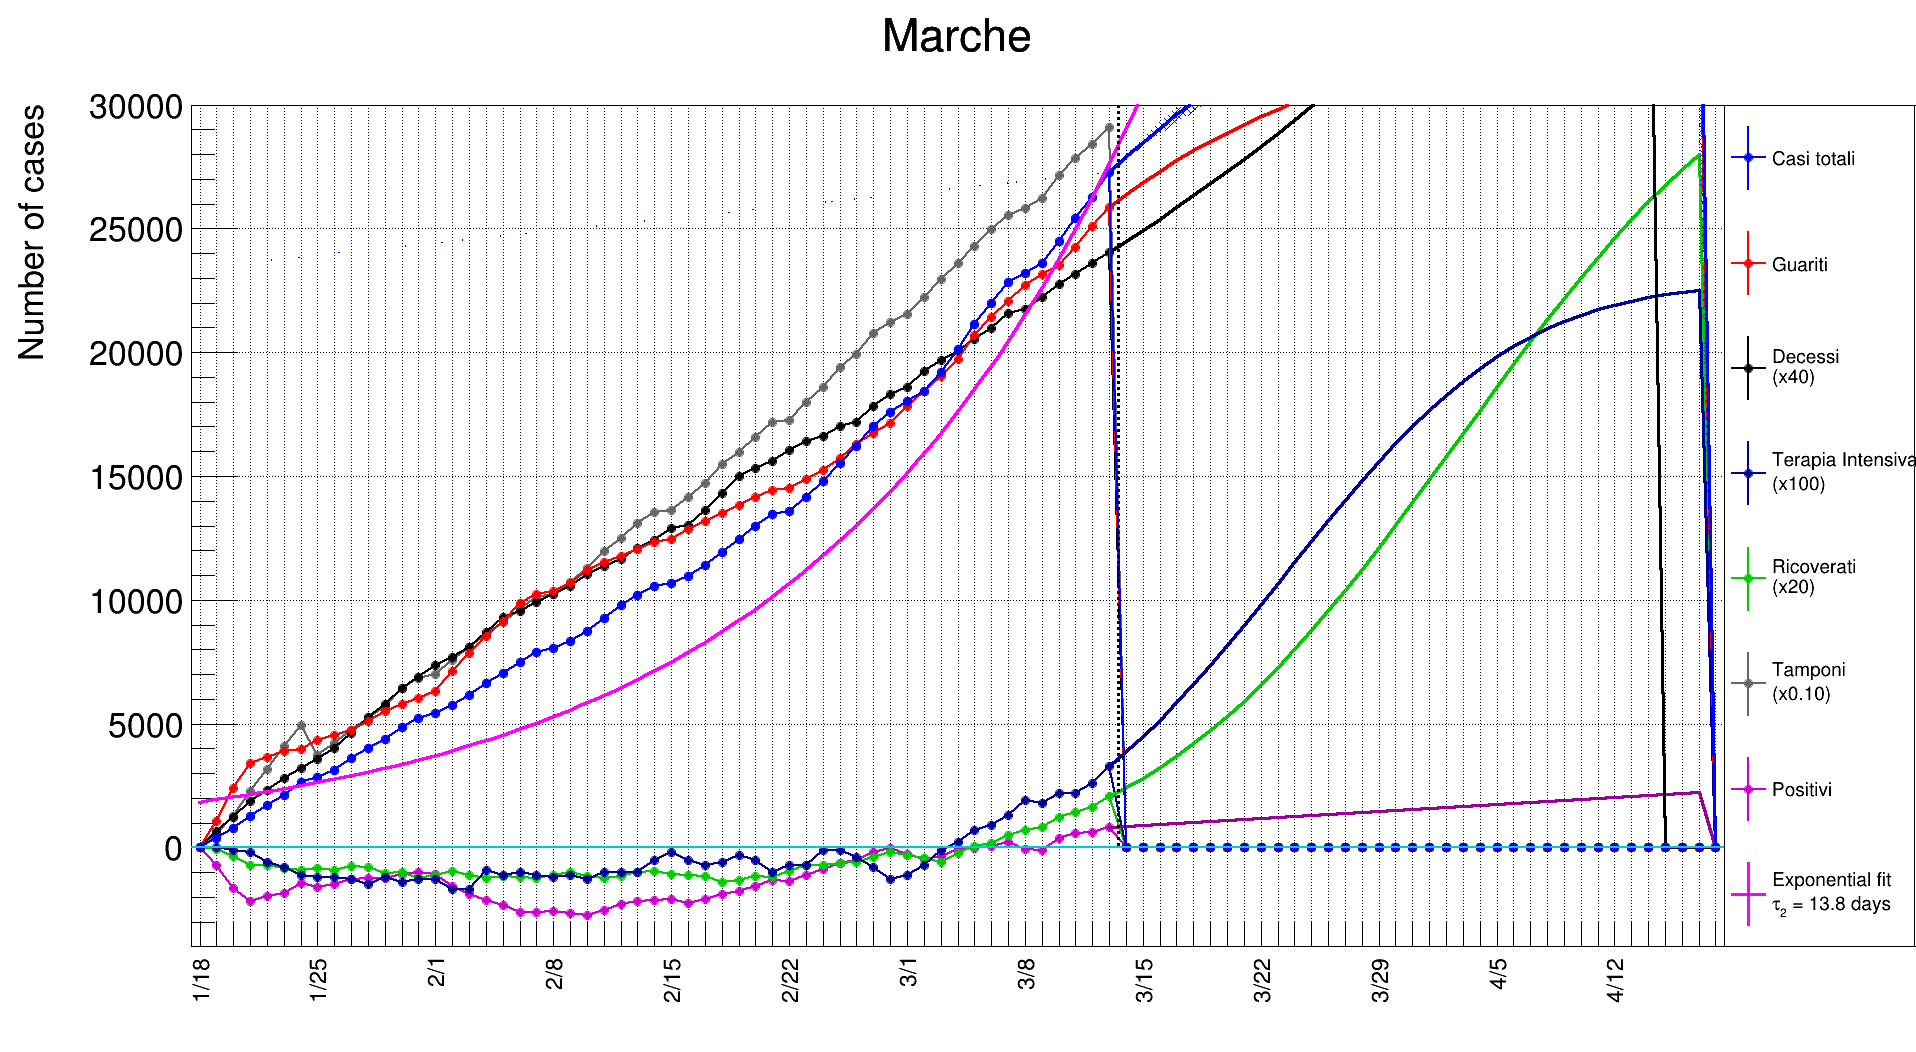 Marche
Number of cases
30000
25000
20000
15000
10000
5000
0
1/18
1/25
2/1
2/8
2/15
2/22
3/1
3/8
3/15
3/22
3/29
4/5
4/12
Casi totali
Guariti
Decessi
(x40)
Terapia Intensiva
(x100)
Ricoverati
(x20)
Tamponi
(x0.10)
Positivi
Exponential fit
τ₂ = 13.8 days